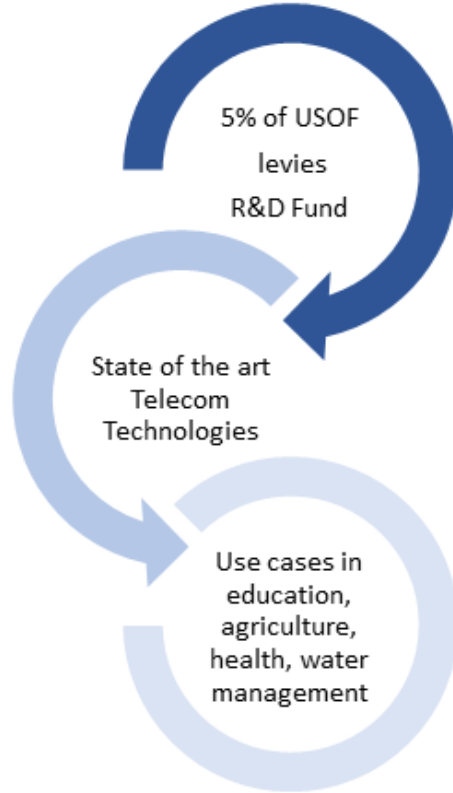 5% of USOF
levies
R&D Fund
State of the art
Telecom
Technologies
Use cases in
education,
agriculture,
health, water
management